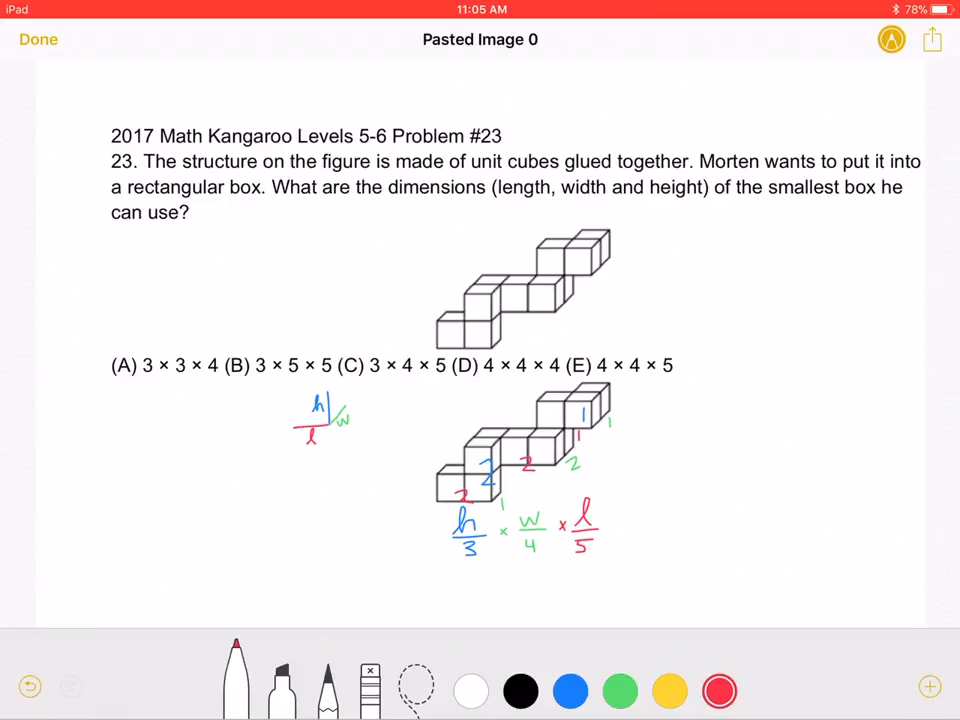 iPad 11:05 AM 78%
Done Pasted Image 0
2017 Math Kangaroo Levels 5-6 Problem #23
23. The structure on the figure is made of unit cubes glued together. Morten wants to put it into
a rectangular box. What are the dimensions (length, width and height) of the smallest box he
can use?
(A) 3 × 3 × 4 (B) 3 × 5 × 5 (C) 3 × 4 × 5 (D) 4 × 4 × 4 (E) 4 × 4 × 5
h
w
l
1
1
1
2
2
2
2
1
h × w × l
3 4 5